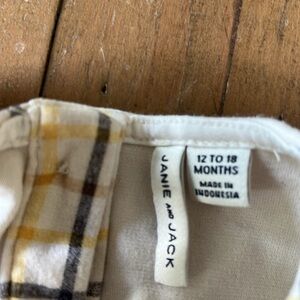 JANIE AND JACK
12 TO 18
MONTHS
MADE IN
INDONESIA